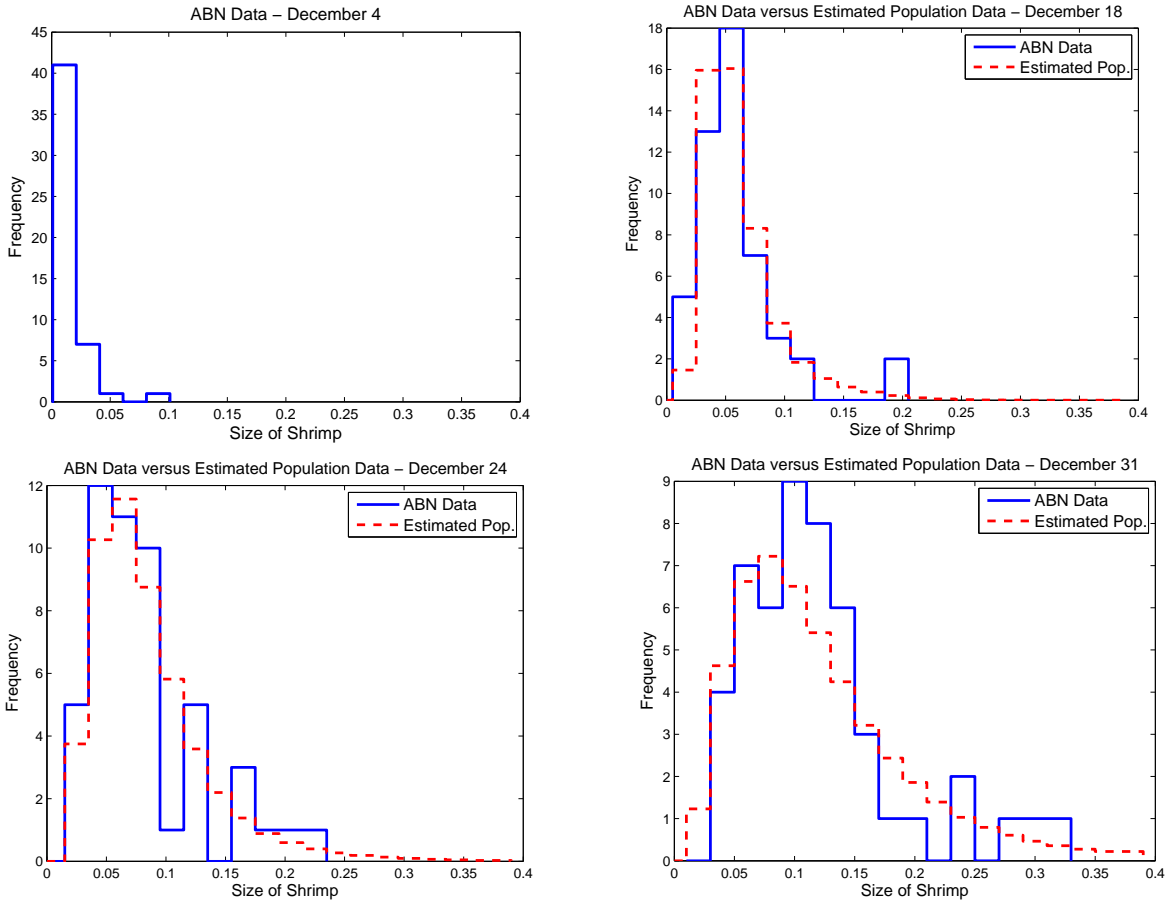 ABN Data – December 4
45
40
35
30
25
20
15
10
5
0
Frequency
0 0.05 0.1 0.15 0.2 0.25 0.3 0.35 0.4
Size of Shrimp
ABN Data versus Estimated Population Data – December 18
18
16
14
12
10
8
6
4
2
0
Frequency
ABN Data
Estimated Pop.
0 0.05 0.1 0.15 0.2 0.25 0.3 0.35 0.4
Size of Shrimp
ABN Data versus Estimated Population Data – December 24
12
10
8
6
4
2
0
Frequency
ABN Data
Estimated Pop.
0 0.05 0.1 0.15 0.2 0.25 0.3 0.35 0.4
Size of Shrimp
ABN Data versus Estimated Population Data – December 31
9
8
7
6
5
4
3
2
1
0
Frequency
ABN Data
Estimated Pop.
0 0.05 0.1 0.15 0.2 0.25 0.3 0.35 0.4
Size of Shrimp